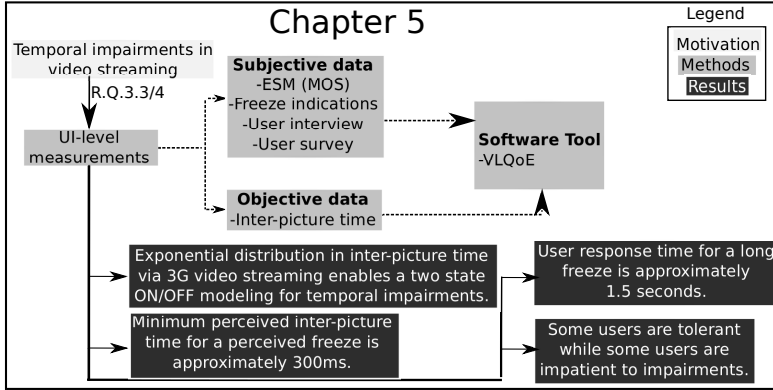 Chapter 5
Legend
Motivation
Methods
Results
Temporal impairments in
video streaming
R.Q.3.3/4
UI-level
measurements
Subjective data
-ESM (MOS)
-Freeze indications
-User interview
-User survey
Objective data
-Inter-picture time
Software Tool
-VLQoE
Exponential distribution in inter-picture time
via 3G video streaming enables a two state
ON/OFF modeling for temporal impairments.
Minimum perceived inter-picture
time for a perceived freeze is
approximately 300ms.
User response time for a long
freeze is approximately
1.5 seconds.
Some users are tolerant
while some users are
impatient to impairments.